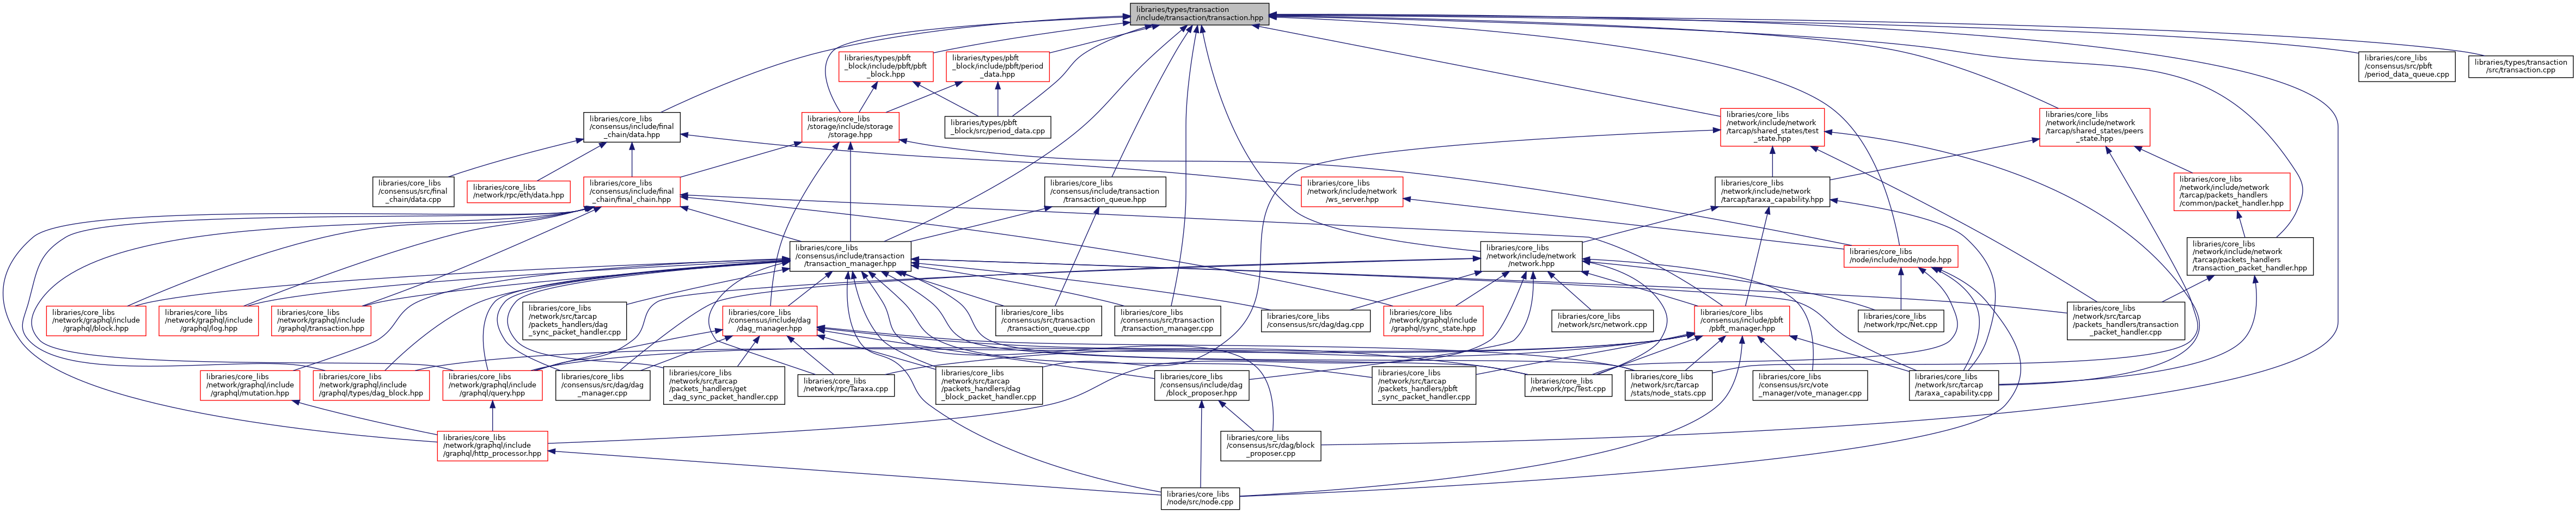 libraries/types/transaction
/include/transaction/transaction.hpp
libraries/types/pbft
_block/include/pbft/pbft
_block.hpp
libraries/types/pbft
_block/include/pbft/period
_data.hpp
libraries/core_libs
/consensus/src/pbft
/period_data_queue.cpp
libraries/types/transaction
/src/transaction.cpp
libraries/core_libs
/consensus/include/final
_chain/data.hpp
libraries/core_libs
/storage/include/storage
/storage.hpp
libraries/types/pbft
_block/src/period_data.cpp
libraries/core_libs
/network/include/network
/tarcap/shared_states/test
_state.hpp
libraries/core_libs
/network/include/network
/tarcap/shared_states/peers
_state.hpp
libraries/core_libs
/consensus/src/final
_chain/data.cpp
libraries/core_libs
/network/rpc/eth/data.hpp
libraries/core_libs
/consensus/include/final
_chain/final_chain.hpp
libraries/core_libs
/consensus/include/transaction
/transaction_queue.hpp
libraries/core_libs
/network/include/network
/ws_server.hpp
libraries/core_libs
/network/include/network
/tarcap/taraxa_capability.hpp
libraries/core_libs
/network/include/network
/tarcap/packets_handlers
/common/packet_handler.hpp
libraries/core_libs
/consensus/include/transaction
/transaction_manager.hpp
libraries/core_libs
/network/include/network
/network.hpp
libraries/core_libs
/node/include/node/node.hpp
libraries/core_libs
/network/include/network
/tarcap/packets_handlers
/transaction_packet_handler.hpp
libraries/core_libs
/network/graphql/include
/graphql/block.hpp
libraries/core_libs
/network/graphql/include
/graphql/log.hpp
libraries/core_libs
/network/graphql/include
/graphql/transaction.hpp
libraries/core_libs
/network/src/tarcap
/packets_handlers/dag
_sync_packet_handler.cpp
libraries/core_libs
/consensus/include/dag
/dag_manager.hpp
libraries/core_libs
/consensus/src/transaction
/transaction_queue.cpp
libraries/core_libs
/consensus/src/transaction
/transaction_manager.cpp
libraries/core_libs
/consensus/src/dag/dag.cpp
libraries/core_libs
/network/graphql/include
/graphql/sync_state.hpp
libraries/core_libs
/network/src/network.cpp
libraries/core_libs
/consensus/include/pbft
/pbft_manager.hpp
libraries/core_libs
/network/rpc/Net.cpp
libraries/core_libs
/network/src/tarcap
/packets_handlers/transaction
_packet_handler.cpp
libraries/core_libs
/network/graphql/include
/graphql/mutation.hpp
libraries/core_libs
/network/graphql/include
/graphql/types/dag_block.hpp
libraries/core_libs
/network/graphql/include
/graphql/query.hpp
libraries/core_libs
/consensus/src/dag/dag
_manager.cpp
libraries/core_libs
/network/src/tarcap
/packets_handlers/get
_dag_sync_packet_handler.cpp
libraries/core_libs
/network/rpc/Taraxa.cpp
libraries/core_libs
/network/src/tarcap
/packets_handlers/dag
_block_packet_handler.cpp
libraries/core_libs
/consensus/include/dag
/block_proposer.hpp
libraries/core_libs
/network/src/tarcap
/packets_handlers/pbft
_sync_packet_handler.cpp
libraries/core_libs
/network/rpc/Test.cpp
libraries/core_libs
/network/src/tarcap
/stats/node_stats.cpp
libraries/core_libs
/consensus/src/vote
_manager/vote_manager.cpp
libraries/core_libs
/network/src/tarcap
/taraxa_capability.cpp
libraries/core_libs
/network/graphql/include
/graphql/http_processor.hpp
libraries/core_libs
/consensus/src/dag/block
_proposer.cpp
libraries/core_libs
/node/src/node.cpp